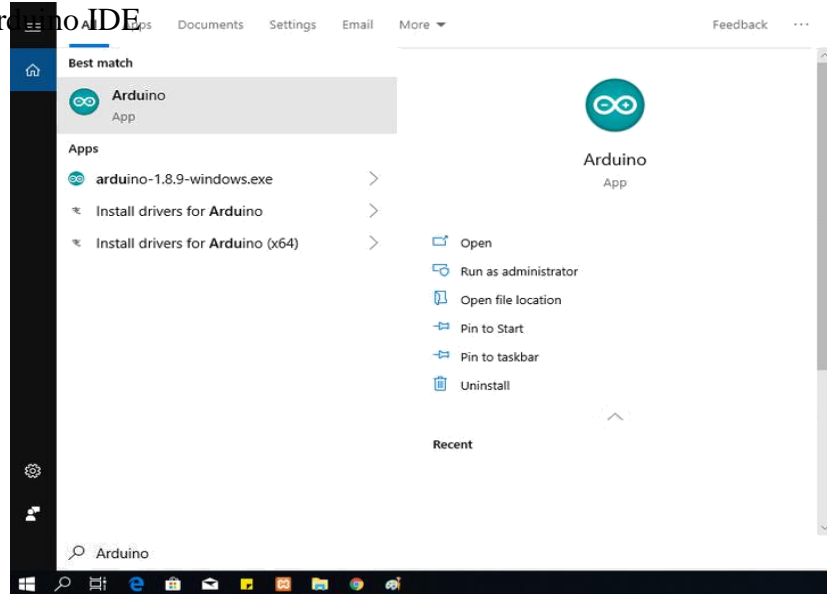 rduino IDE
All Apps Documents Settings Email More Feedback ...
Best match
Arduino
App
Apps
arduino-1.8.9-windows.exe
Install drivers for Arduino
Install drivers for Arduino (x64)
Arduino
App
Open
Run as administrator
Open file location
Pin to Start
Pin to taskbar
Uninstall
Recent
Arduino